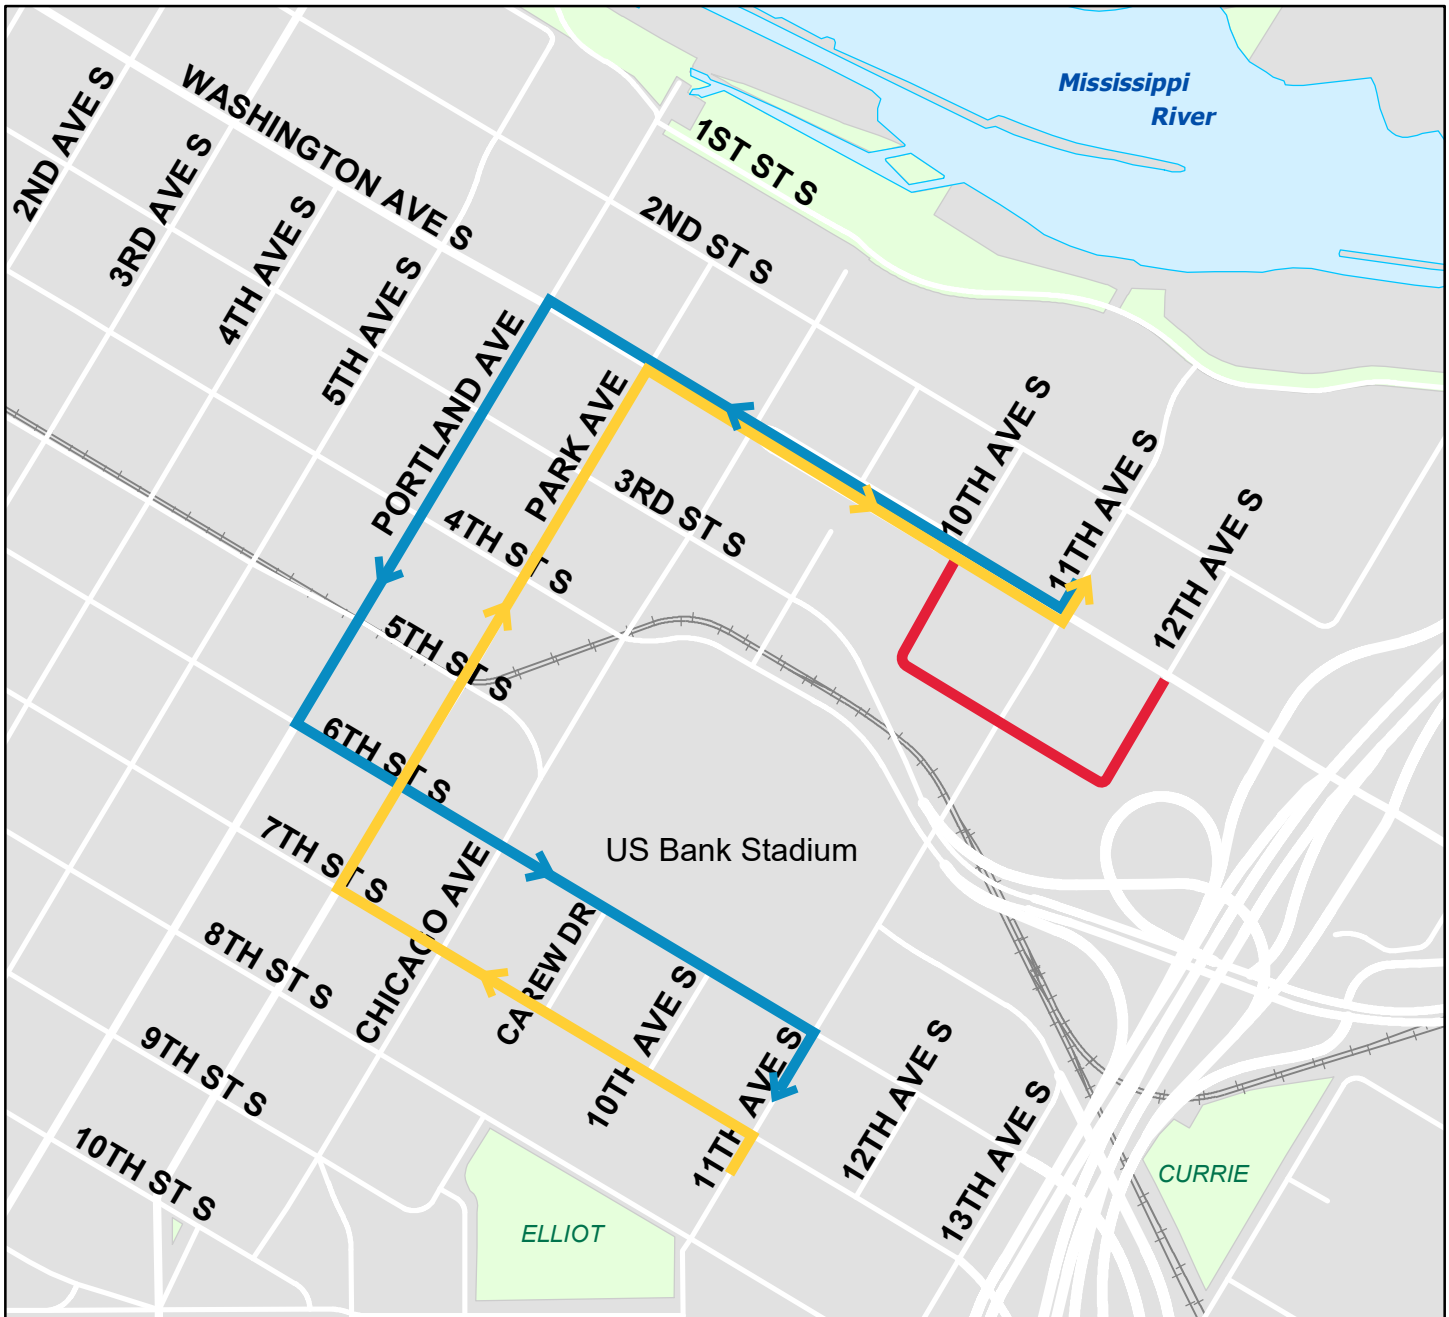 Mississippi
River
WASHINGTON AVE S
2ND AVE S
3RD AVE S
4TH AVE S
5TH AVE S
1ST ST S
2ND ST S
PORTLAND AVE
PARK AVE
3RD ST S
4TH ST S
5TH ST S
6TH ST S
7TH ST S
8TH ST S
9TH ST S
10TH ST S
10TH AVE S
11TH AVE S
12TH AVE S
US Bank Stadium
CHICAGO AVE
CAREW DR
10TH AVE S
11TH AVE S
12TH AVE S
13TH AVE S
CURRIE
ELLIOT